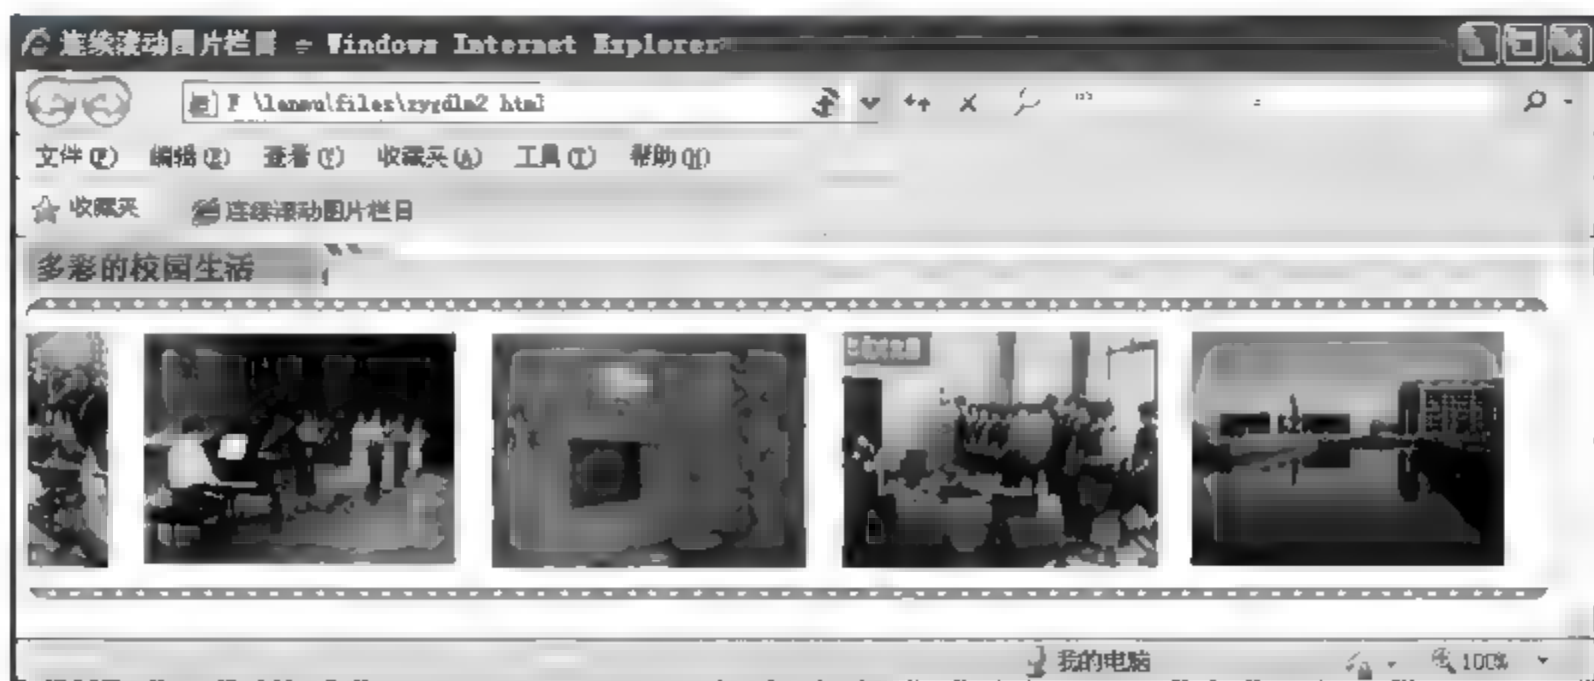 连续滚动图片栏目 - Windows Internet Explorer
文件(F) 编辑(E) 查看(V) 收藏夹(A) 工具(T) 帮助(H)
收藏夹 连续滚动图片栏目
多彩的校园生活
我的电脑 100%